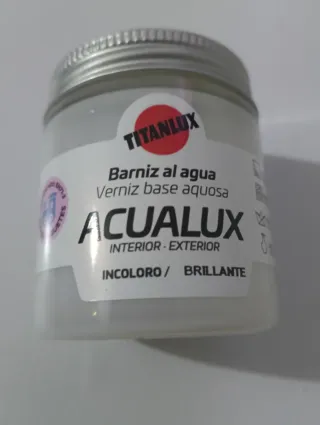 TITANLUX
Barniz al agua
Verniz base aquosa
ACUALUX
INTERIOR - EXTERIOR
INCOLORO / BRILLANTE